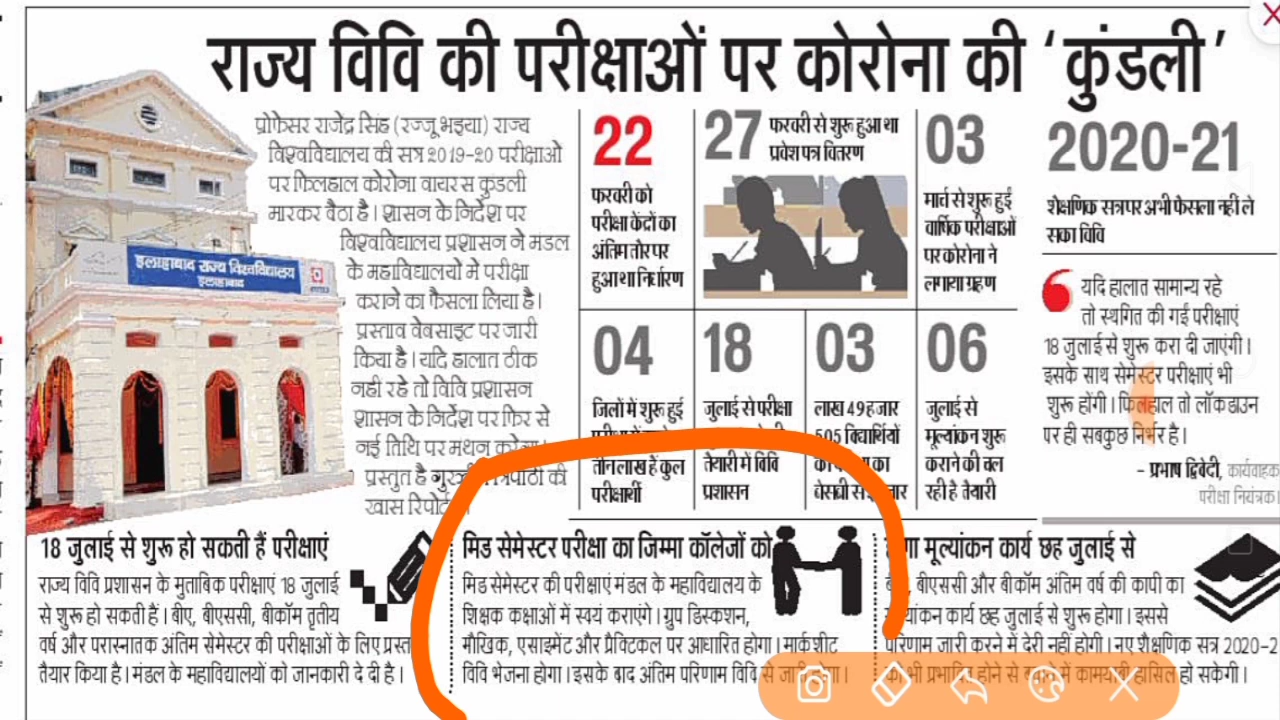 राज्य विवि की परीक्षाओं पर कोरोना की 'कुंडली'
प्रोफेसर राजेंद्र सिंह (रज्जू भइया) राज्य
विश्वविद्यालय की सत्र 2019-20 परीक्षाओं
पर फिलहाल कोरोना वायरस कुंडली
मारकर बैठा है। शासन के निर्देश पर
विश्वविद्यालय प्रशासन ने मंडल
के महाविद्यालयों में परीक्षा
कराने का फैसला लिया है।
प्रस्ताव वेबसाइट पर जारी
किया है। यदि हालात ठीक
नहीं रहे तो विवि प्रशासन
शासन के निर्देश पर फिर से
नई तिथि पर मंथन करेगा।
प्रस्तुत है
की
खास
इलाहाबाद राज्य विश्वविद्यालय
इलाहाबाद
22
फरवरी को
परीक्षा केंद्रों का
अंतिम तौर पर
हुआ था निर्धारण
27
फरवरी से शुरू हुआ था
प्रवेश पत्र वितरण
03
मार्च से शुरू हुई
वार्षिक परीक्षाओं
पर कोरोना ने
लगाया ग्रहण
04
जिलों में शुरू हुई
तीन लाख हैं कुल
परीक्षार्थी
18
जुलाई से परीक्षा
तैयारी में विवि
प्रशासन
03
लाख 49 हजार
505 विद्यार्थियों
का
बेसब्री से
06
जुलाई से
मूल्यांकन शुरू
कराने की चल
रही है तैयारी
2020-21
शैक्षणिक सत्र पर अभी फैसला नहीं ले
सका विवि
यदि हालात सामान्य रहे
तो स्थगित की गईं परीक्षाएं
18 जुलाई से शुरू करा दी जाएंगी।
इसके साथ सेमेस्टर परीक्षाएं भी
शुरू होंगी। फिलहाल तो लॉकडाउन
पर ही सबकुछ निर्भर है।
- प्रभाष द्विवेदी, कार्यवाहक
परीक्षा नियंत्रक
18 जुलाई से शुरू हो सकती हैं परीक्षाएं
राज्य विवि प्रशासन के मुताबिक परीक्षाएं 18 जुलाई
से शुरू हो सकती हैं। बीए, बीएससी, बीकॉम तृतीय
वर्ष और परास्नातक अंतिम सेमेस्टर की परीक्षाओं के लिए
तैयार किया है। मंडल के महाविद्यालयों को जानकारी दे दी है।
मिड सेमेस्टर परीक्षा का जिम्मा कॉलेजों को
मिड सेमेस्टर की परीक्षाएं मंडल के महाविद्यालय के
शिक्षक कक्षाओं में स्वयं कराएंगे। ग्रुप डिस्कशन,
मौखिक, एसाइमेंट और प्रैक्टिकल पर आधारित होगा। मार्कशीट
विवि भेजना होगा। इसके बाद अंतिम परिणाम विवि से जारी होगा।
मूल्यांकन कार्य छह जुलाई से
बीएससी और बीकॉम अंतिम वर्ष की कापी का
कार्य छह जुलाई से शुरू होगा। इससे
परिणाम जारी करने में देरी नहीं होगी। नए शैक्षणिक सत्र 2020-2
को भी प्रभावित होने से बचाने में कामयाबी हासिल हो सकेगी।